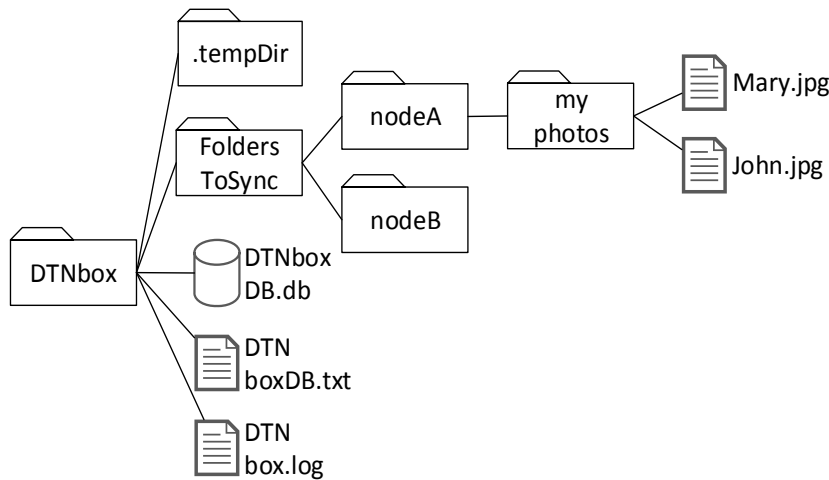 .tempDir
Folders
ToSync
nodeA
my
photos
Mary.jpg
John.jpg
nodeB
DTNbox
DTNbox
DB.db
DTN
boxDB.txt
DTN
box.log